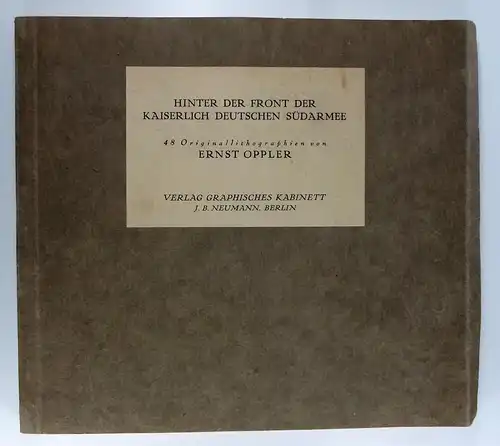 HINTER DER FRONT DER
KAISERLICH DEUTSCHEN SÜDARMEE
48 Originallithographien von
ERNST OPPLER
VERLAG GRAPHISCHES KABINETT
J. B. NEUMANN, BERLIN